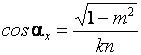 cos α_x = √(1 − m²) / kn